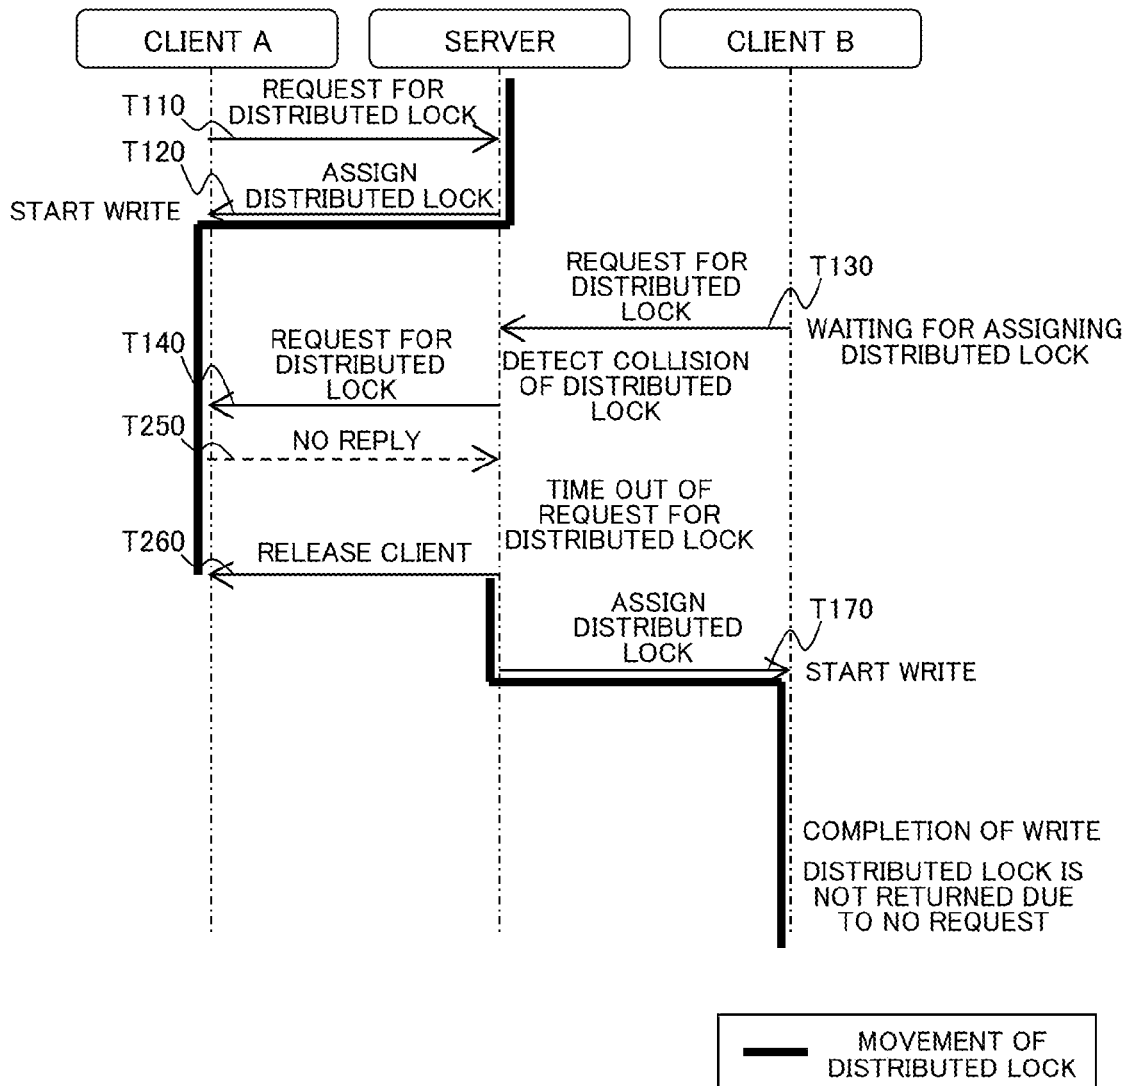 CLIENT A
SERVER
CLIENT B
T110
REQUEST FOR
DISTRIBUTED LOCK
T120
ASSIGN
DISTRIBUTED LOCK
START WRITE
REQUEST FOR
DISTRIBUTED
LOCK
T130
WAITING FOR ASSIGNING
DISTRIBUTED LOCK
T140
REQUEST FOR
DISTRIBUTED
LOCK
DETECT COLLISION
OF DISTRIBUTED
LOCK
T250
NO REPLY
TIME OUT OF
REQUEST FOR
DISTRIBUTED LOCK
T260
RELEASE CLIENT
ASSIGN
DISTRIBUTED
LOCK
T170
START WRITE
COMPLETION OF WRITE
DISTRIBUTED LOCK IS
NOT RETURNED DUE
TO NO REQUEST
MOVEMENT OF
DISTRIBUTED LOCK